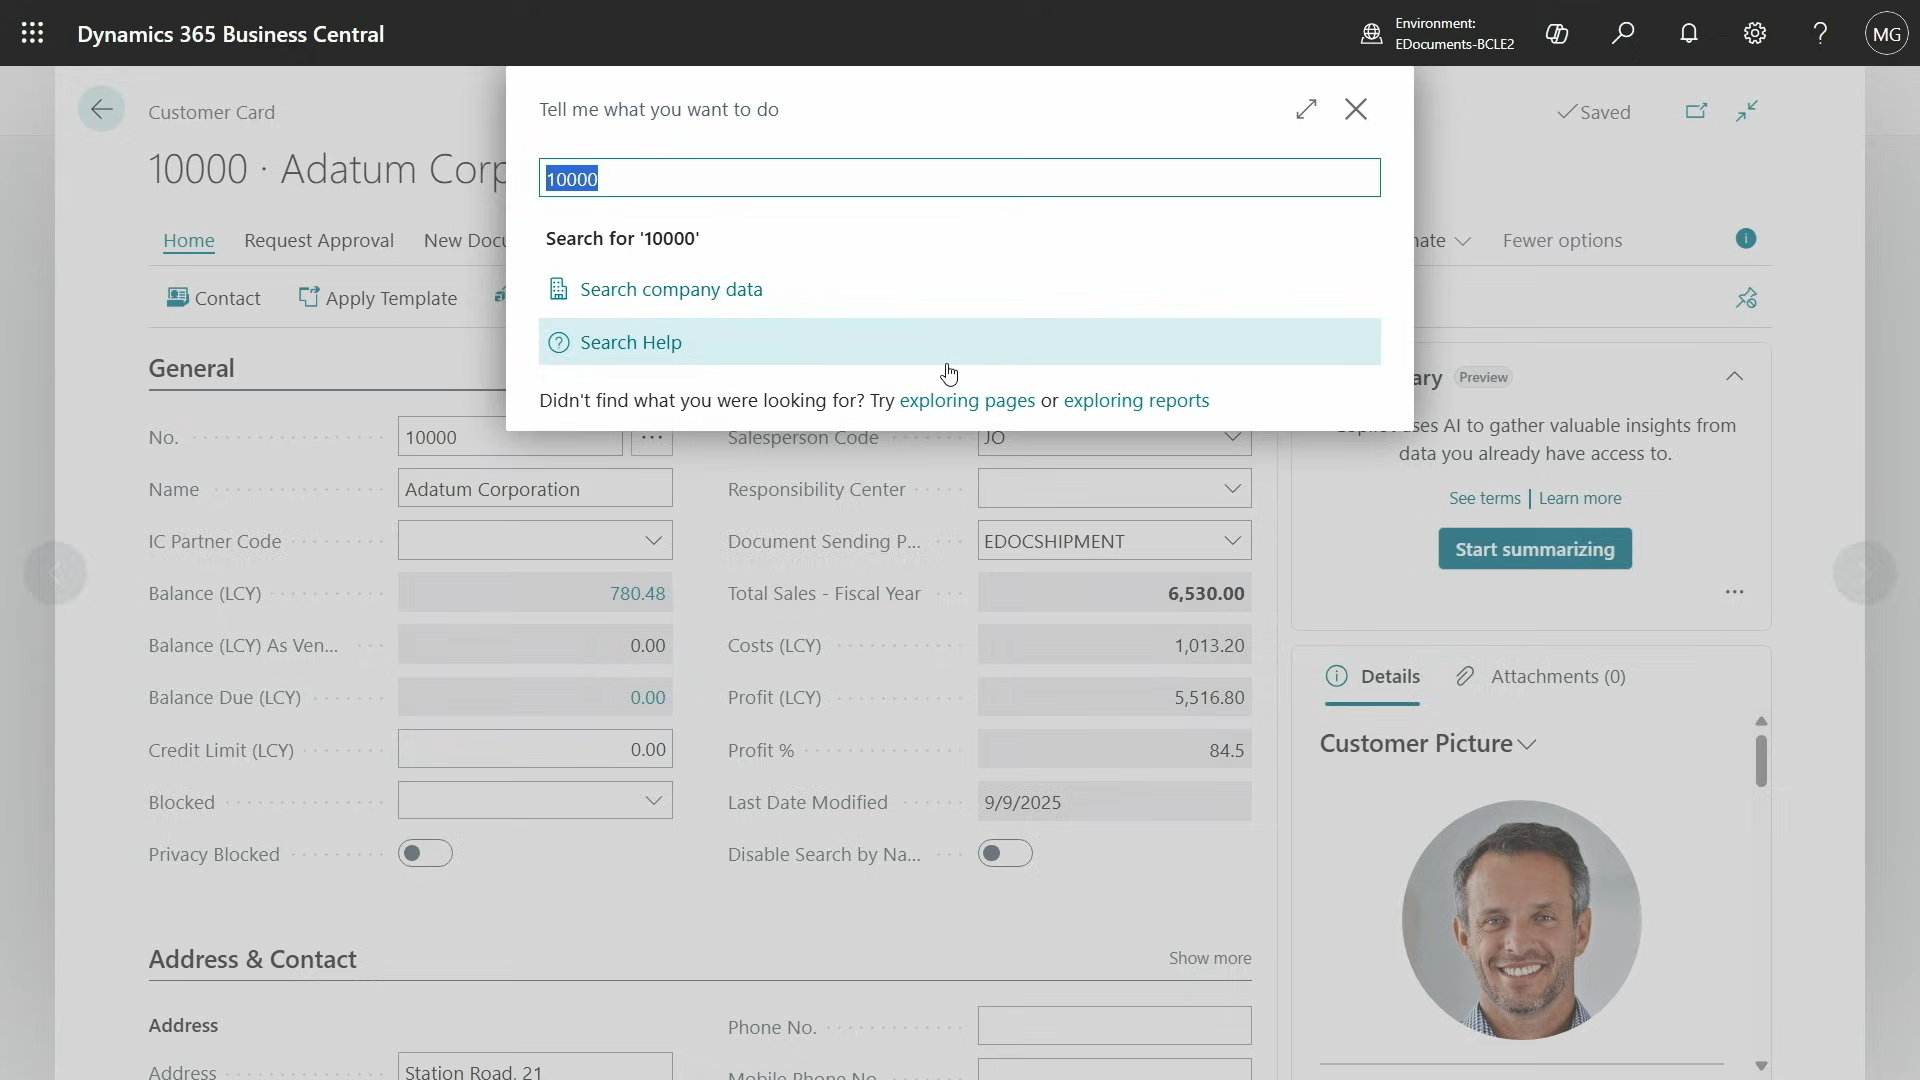 Dynamics 365 Business Central
Environment:
EDocuments-BCLE2
MG
Customer Card
Saved
10000 · Adatum Corp
Tell me what you want to do
10000
Search for '10000'
Search company data
Search Help
Didn't find what you were looking for? Try exploring pages or exploring reports
Home
Request Approval
New Docu
Fewer options
Contact
Apply Template
General
No.
10000
Salesperson Code
JO
Name
Adatum Corporation
Responsibility Center
IC Partner Code
Document Sending P...
EDOCSHIPMENT
Balance (LCY)
780.48
Total Sales - Fiscal Year
6,530.00
Balance (LCY) As Ven...
0.00
Costs (LCY)
1,013.20
Balance Due (LCY)
0.00
Profit (LCY)
5,516.80
Credit Limit (LCY)
0.00
Profit %
84.5
Blocked
Last Date Modified
9/9/2025
Privacy Blocked
Disable Search by Na...
Address & Contact
Show more
Address
Phone No.
Address
Station Road, 21
Mobile Phone No.
ary
Preview
uses AI to gather valuable insights from
data you already have access to.
See terms | Learn more
Start summarizing
Details
Attachments (0)
Customer Picture